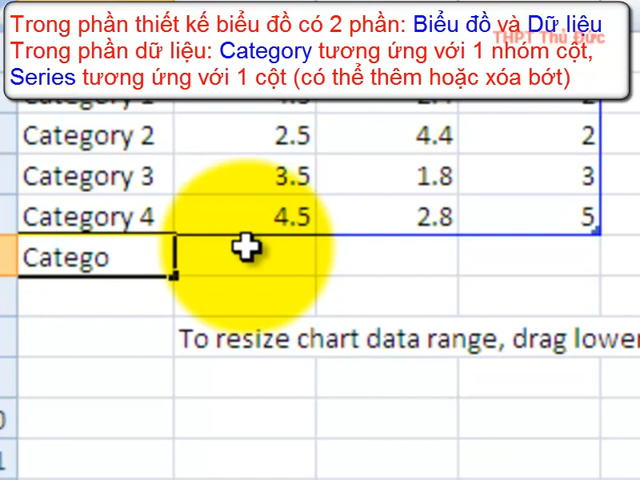 Trong phần thiết kế biểu đồ có 2 phần: Biểu đồ và Dữ liệu
THPT Thủ Đức
Trong phần dữ liệu: Category tương ứng với 1 nhóm cột,
Series tương ứng với 1 cột (có thể thêm hoặc xóa bớt)
Category 2 2.5 4.4 2
Category 3 3.5 1.8 3
Category 4 4.5 2.8 5
Catego
To resize chart data range, drag lower
0
1